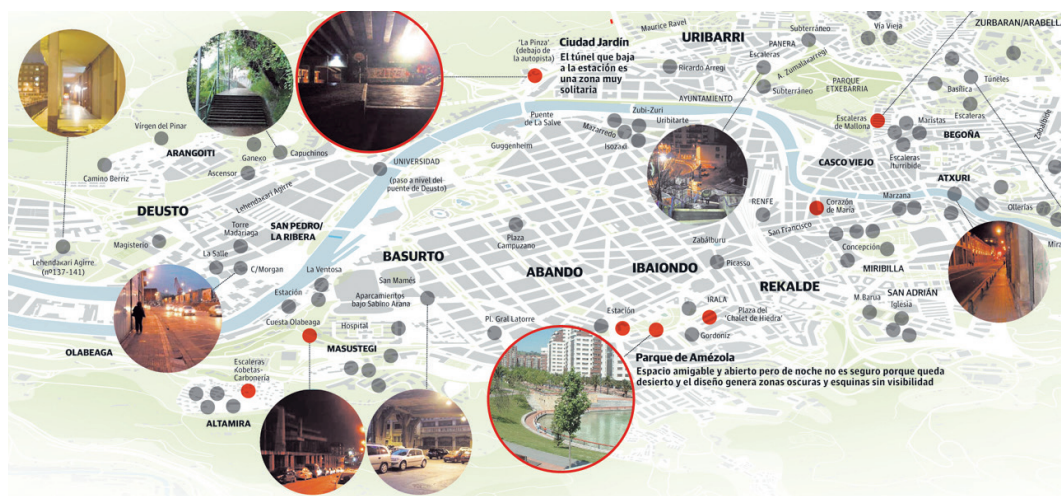 ZURBARAN/ARABELL
Maurice Ravel
Subterráneo
Vía Vieja
'La Pinza'
(debajo de
la autopista)
Ciudad Jardín
El túnel que baja
a la estación es
una zona muy
solitaria
URIBARRI
PANERA
Escaleras
Ricardo Arregi
A. Zumalakarregi
PARQUE
ETXEBARRIA
Túneles
Basílica
Subterráneo
AYUNTAMIENTO
Zubi-Zuri
Uribitarte
Puente
de La Salve
Mazarredo
Isozaki
Guggenheim
Escaleras
de Mallona
Maristas
Escaleras
BEGOÑA
Zabalbide
Escaleras
Iturribide
Virgen del Pinar
ARANGOITI
Ganeko
Capuchinos
Camino Berriz
Ascensor
UNIVERSIDAD
(paso a nivel del
puente de Deusto)
CASCO VIEJO
ATXURI
Marzana
RENFE
Corazón
de María
Ollerías
Miraf
San Francisco
Lehendakari Agirre
DEUSTO
SAN PEDRO/
LA RIBERA
Torre
Madariaga
Magisterio
Lehendakari Agirre
(nº137-141)
La Salle
C/Morgan
La Ventosa
BASURTO
Plaza
Campuzano
Zabálburu
Picasso
Concepción
MIRIBILLA
ABANDO
IBAIONDO
REKALDE
San Mamés
Estación
Aparcamientos
bajo Sabino Arana
IRALA
Plaza del
'Chalet de Hiedra'
M.Barua
SAN ADRIÁN
Iglesia
Cuesta Olabeaga
Hospital
Pl. Gral Latorre
Estación
Gordoniz
OLABEAGA
MASUSTEGI
Escaleras
Kobetas-
Carbonería
ALTAMIRA
Parque de Amézola
Espacio amigable y abierto pero de noche no es seguro porque queda
desierto y el diseño genera zonas oscuras y esquinas sin visibilidad